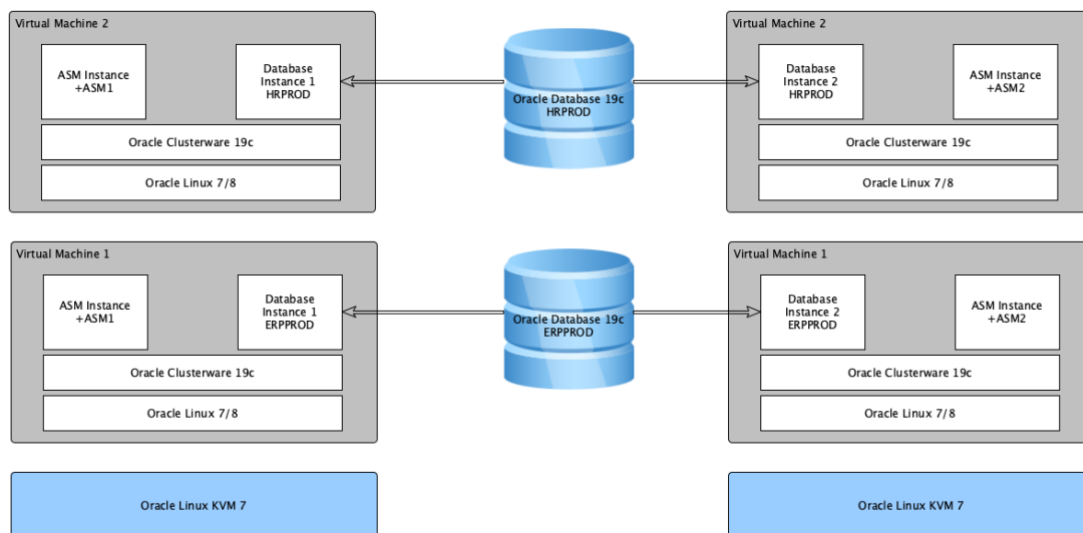 Virtual Machine 2
ASM Instance
+ASM1
Database
Instance 1
HRPROD
Oracle Clusterware 19c
Oracle Linux 7/8
Oracle Database 19c
HRPROD
Virtual Machine 2
Database
Instance 2
HRPROD
ASM Instance
+ASM2
Oracle Clusterware 19c
Oracle Linux 7/8
Virtual Machine 1
ASM Instance
+ASM1
Database
Instance 1
ERPPROD
Oracle Clusterware 19c
Oracle Linux 7/8
Oracle Database 19c
ERPPROD
Virtual Machine 1
Database
Instance 2
ERPPROD
ASM Instance
+ASM2
Oracle Clusterware 19c
Oracle Linux 7/8
Oracle Linux KVM 7
Oracle Linux KVM 7